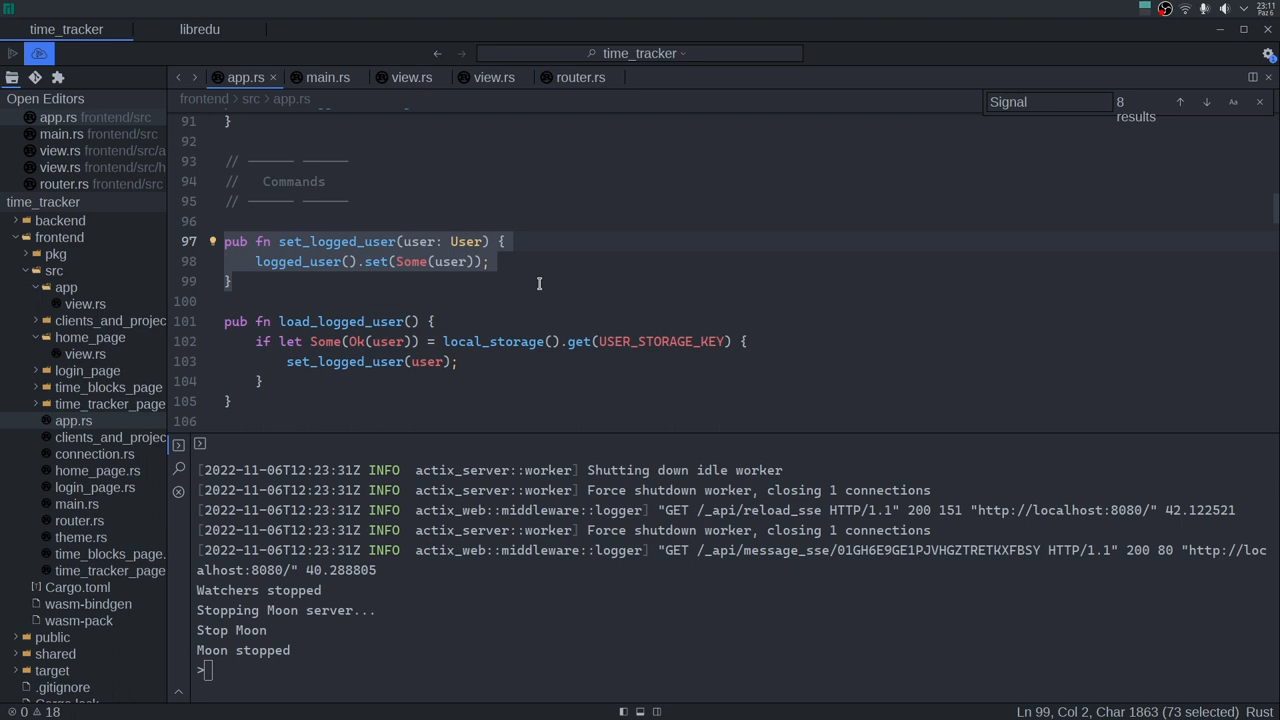 23:11
Paz 6
time_tracker
libredu
time_tracker
app.rs
main.rs
view.rs
view.rs
router.rs
Open Editors
app.rs frontend/src
main.rs frontend/src
view.rs frontend/src/a
view.rs frontend/src/h
router.rs frontend/src
time_tracker
backend
frontend
pkg
src
app
view.rs
clients_and_projec
home_page
view.rs
login_page
time_blocks_page
time_tracker_page
app.rs
clients_and_projec
connection.rs
home_page.rs
login_page.rs
main.rs
router.rs
theme.rs
time_blocks_page.
time_tracker_page
Cargo.toml
wasm-bindgen
wasm-pack
public
shared
target
.gitignore
Cargo.lock
frontend > src > app.rs
Signal
8
results
Aa
91 }
92
93 // ------ ------
94 // Commands
95 // ------ ------
96
97 pub fn set_logged_user(user: User) {
98 logged_user().set(Some(user));
99 }
100
101 pub fn load_logged_user() {
102 if let Some(Ok(user)) = local_storage().get(USER_STORAGE_KEY) {
103 set_logged_user(user);
104 }
105 }
106
[2022-11-06T12:23:31Z INFO actix_server::worker] Shutting down idle worker
[2022-11-06T12:23:31Z INFO actix_server::worker] Force shutdown worker, closing 1 connections
[2022-11-06T12:23:31Z INFO actix_web::middleware::logger] "GET /_api/reload_sse HTTP/1.1" 200 151 "http://localhost:8080/" 42.122521
[2022-11-06T12:23:31Z INFO actix_server::worker] Force shutdown worker, closing 1 connections
[2022-11-06T12:23:31Z INFO actix_web::middleware::logger] "GET /_api/message_sse/01GH6E9GE1PJVHGZTRETKXFBSY HTTP/1.1" 200 80 "http://loc
alhost:8080/" 40.288805
Watchers stopped
Stopping Moon server...
Stop Moon
Moon stopped
>
0 18
Ln 99, Col 2, Char 1863 (73 selected) Rust